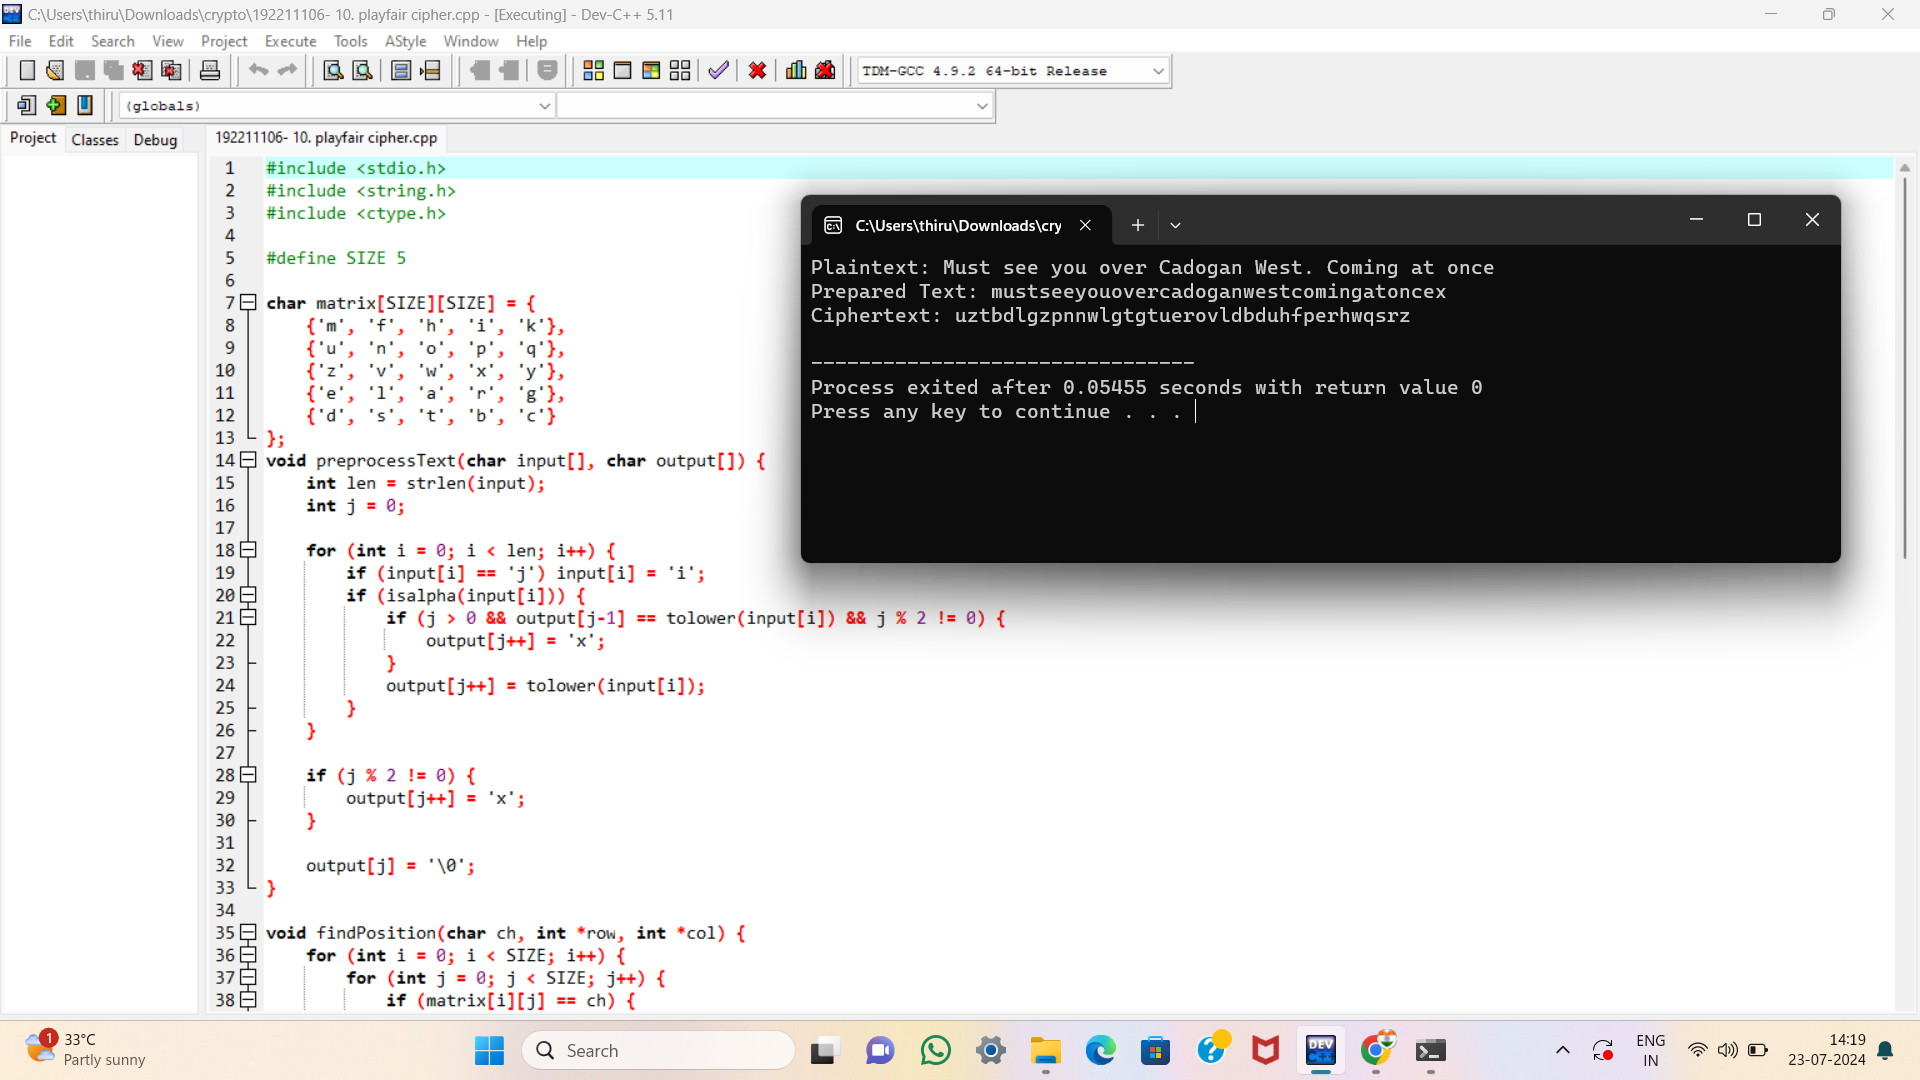 C:\Users\thiru\Downloads\crypto\192211106- 10. playfair cipher.cpp - [Executing] - Dev-C++ 5.11
File Edit Search View Project Execute Tools AStyle Window Help
TDM-GCC 4.9.2 64-bit Release
(globals)
Project Classes Debug
192211106- 10. playfair cipher.cpp
1 #include <stdio.h>
2 #include <string.h>
3 #include <ctype.h>
4
5 #define SIZE 5
6
7 char matrix[SIZE][SIZE] = {
8 {'m', 'f', 'h', 'i', 'k'},
9 {'u', 'n', 'o', 'p', 'q'},
10 {'z', 'v', 'w', 'x', 'y'},
11 {'e', 'l', 'a', 'r', 'g'},
12 {'d', 's', 't', 'b', 'c'}
13 };
14 void preprocessText(char input[], char output[]) {
15 int len = strlen(input);
16 int j = 0;
17
18 for (int i = 0; i < len; i++) {
19 if (input[i] == 'j') input[i] = 'i';
20 if (isalpha(input[i])) {
21 if (j > 0 && output[j-1] == tolower(input[i]) && j % 2 != 0) {
22 output[j++] = 'x';
23 }
24 output[j++] = tolower(input[i]);
25 }
26 }
27
28 if (j % 2 != 0) {
29 output[j++] = 'x';
30 }
31
32 output[j] = '\0';
33 }
34
35 void findPosition(char ch, int *row, int *col) {
36 for (int i = 0; i < SIZE; i++) {
37 for (int j = 0; j < SIZE; j++) {
38 if (matrix[i][j] == ch) {
C:\Users\thiru\Downloads\cry
Plaintext: Must see you over Cadogan West. Coming at once
Prepared Text: mustseeyouovercadoganwestcomingatoncex
Ciphertext: uztbdlgzpnnwlgtgtuerovldbduhfperhwqsrz
--------------------------------
Process exited after 0.05455 seconds with return value 0
Press any key to continue . . .
1
33°C
Partly sunny
Search
DEV
ENG
IN
14:19
23-07-2024